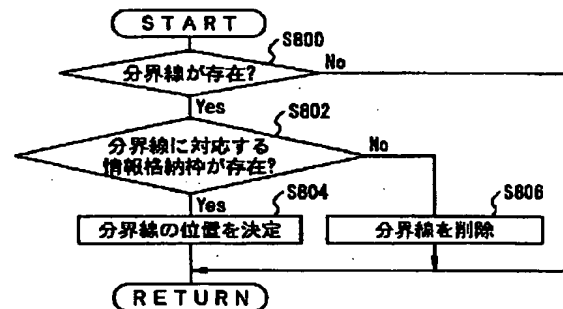 START
S800
分界線が存在?
No
Yes
S802
分界線に対応する
情報格納枠が存在?
No
Yes
S804
分界線の位置を決定
S806
分界線を削除
RETURN